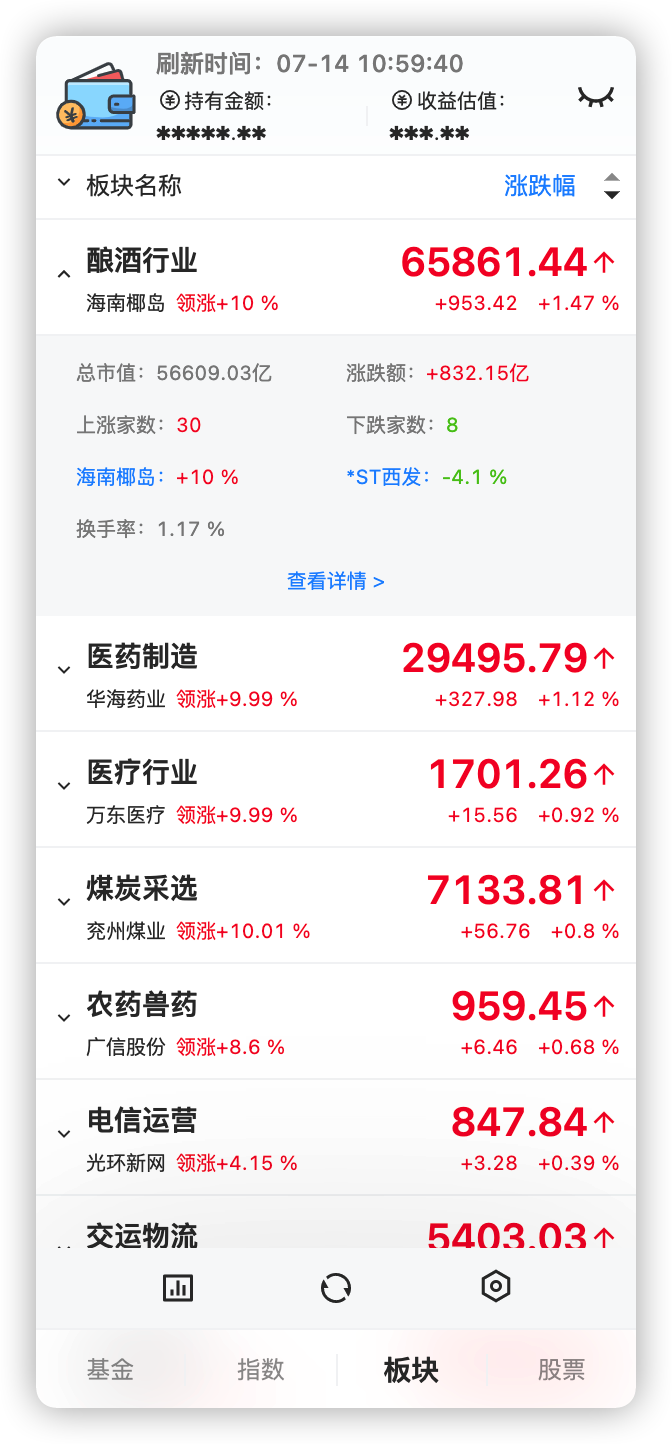 刷新时间：07-14 10:59:40
持有金额： 收益估值：
*****.** ***.**
板块名称 涨跌幅
酿酒行业 65861.44↑
海南椰岛 领涨+10 % +953.42 +1.47 %
总市值：56609.03亿 涨跌额：+832.15亿
上涨家数：30 下跌家数：8
海南椰岛：+10 % *ST西发：-4.1 %
换手率：1.17 %
查看详情 >
医药制造 29495.79↑
华海药业 领涨+9.99 % +327.98 +1.12 %
医疗行业 1701.26↑
万东医疗 领涨+9.99 % +15.56 +0.92 %
煤炭采选 7133.81↑
兖州煤业 领涨+10.01 % +56.76 +0.8 %
农药兽药 959.45↑
广信股份 领涨+8.6 % +6.46 +0.68 %
电信运营 847.84↑
光环新网 领涨+4.15 % +3.28 +0.39 %
交运物流 5403.03↑
基金 指数 板块 股票